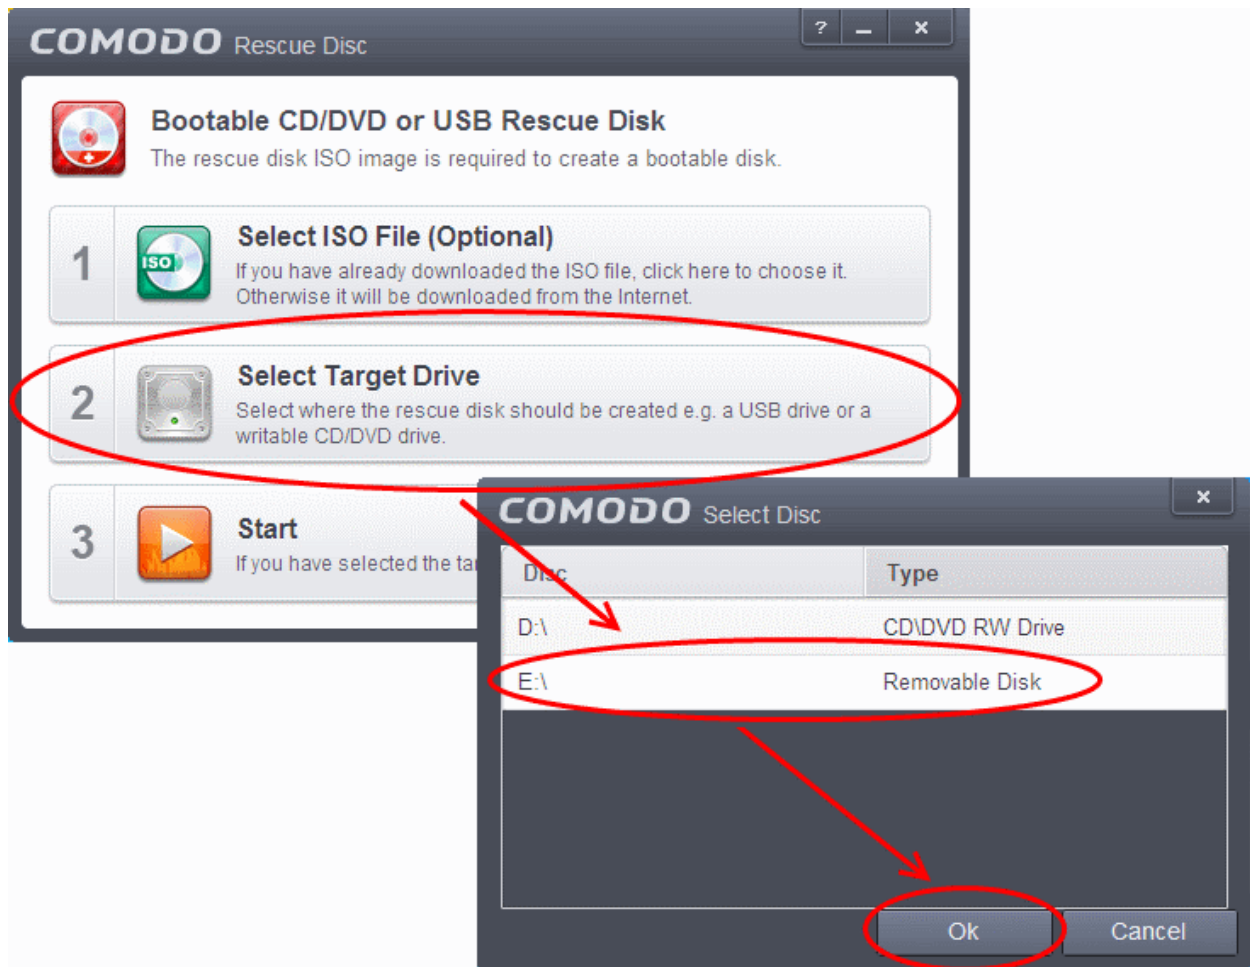 COMODO Rescue Disc
?
Bootable CD/DVD or USB Rescue Disk
The rescue disk ISO image is required to create a bootable disk.
1
ISO
Select ISO File (Optional)
If you have already downloaded the ISO file, click here to choose it.
Otherwise it will be downloaded from the Internet.
2
Select Target Drive
Select where the rescue disk should be created e.g. a USB drive or a
writable CD/DVD drive.
3
Start
If you have selected the tar
COMODO Select Disc
Disc Type
D:\ CD\DVD RW Drive
E:\ Removable Disk
Ok Cancel